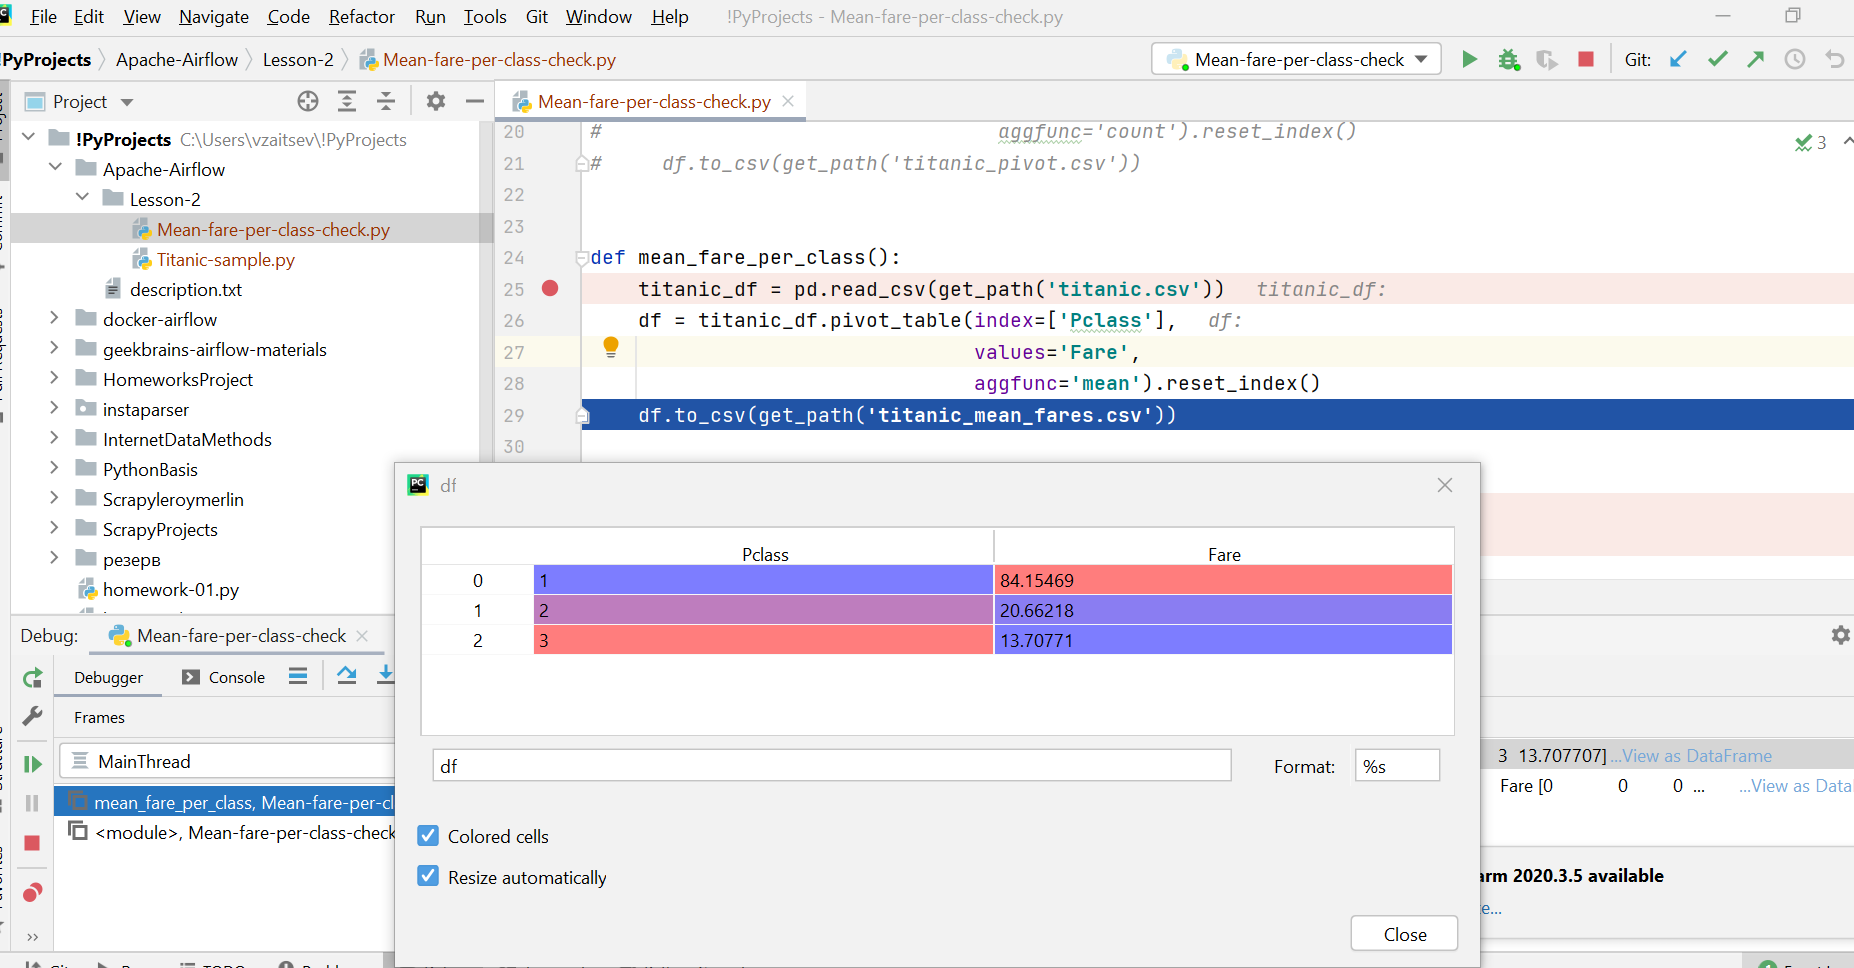 File Edit View Navigate Code Refactor Run Tools Git Window Help !PyProjects - Mean-fare-per-class-check.py
!PyProjects Apache-Airflow Lesson-2 Mean-fare-per-class-check.py Mean-fare-per-class-check Git:
Project Mean-fare-per-class-check.py
!PyProjects C:\Users\vzaitsev\!PyProjects
Apache-Airflow
Lesson-2
Mean-fare-per-class-check.py
Titanic-sample.py
description.txt
docker-airflow
geekbrains-airflow-materials
HomeworksProject
instaparser
InternetDataMethods
PythonBasis
Scrapyleroymerlin
ScrapyProjects
резерв
homework-01.py
20 # aggfunc='count').reset_index()
21 # df.to_csv(get_path('titanic_pivot.csv'))
22
23
24 def mean_fare_per_class():
25 titanic_df = pd.read_csv(get_path('titanic.csv')) titanic_df:
26 df = titanic_df.pivot_table(index=['Pclass'], df:
27 values='Fare',
28 aggfunc='mean').reset_index()
29 df.to_csv(get_path('titanic_mean_fares.csv'))
30
3
df
Pclass Fare
0 1 84.15469
1 2 20.66218
2 3 13.70771
df Format: %s
Colored cells
Resize automatically
Close
Debug: Mean-fare-per-class-check
Debugger Console
Frames
MainThread
mean_fare_per_class, Mean-fare-per-cl
<module>, Mean-fare-per-class-check
3 13.707707] ...View as DataFrame
Fare [0 0 0 ... ...View as Data
arm 2020.3.5 available
e...